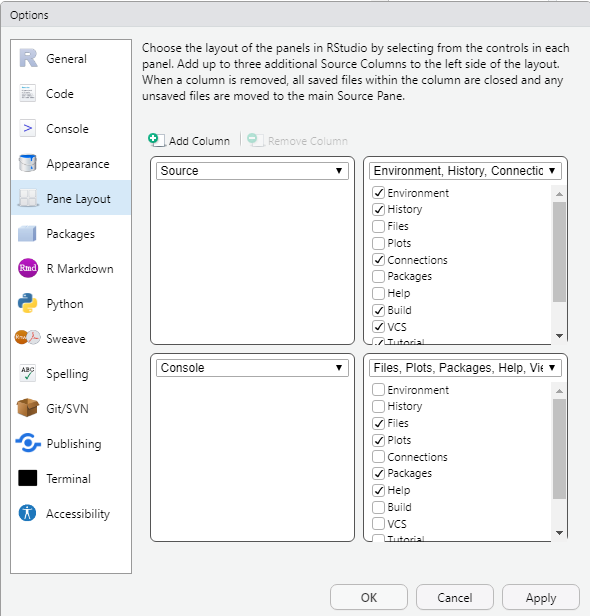 Options
General
Code
Console
Appearance
Pane Layout
Packages
Rmd R Markdown
Python
Sweave
ABC Spelling
Git/SVN
Publishing
Terminal
Accessibility
Choose the layout of the panels in RStudio by selecting from the controls in each
panel. Add up to three additional Source Columns to the left side of the layout.
When a column is removed, all saved files within the column are closed and any
unsaved files are moved to the main Source Pane.
Add Column Remove Column
Source
Environment, History, Connectic
Environment
History
Files
Plots
Connections
Packages
Help
Build
VCS
Tutorial
Console
Files, Plots, Packages, Help, Vie
Environment
History
Files
Plots
Connections
Packages
Help
Build
VCS
Tutorial
OK Cancel Apply